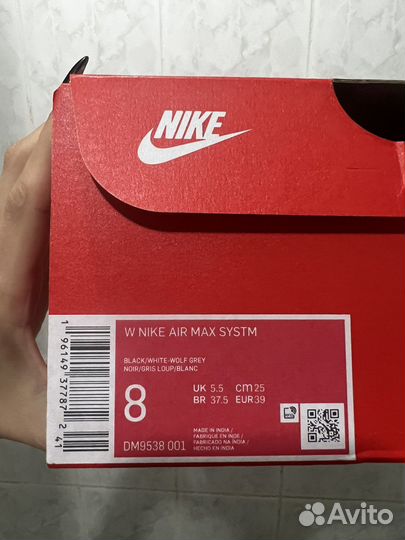 NIKE
W NIKE AIR MAX SYSTM
BLACK/WHITE-WOLF GREY
NOIR/GRIS LOUP/BLANC
8
UK 5.5 cm 25
BR 37.5 EUR 39
DM9538 001
MADE IN INDIA /
FABRIQUE EN INDE /
FABRICADO NA ÍNDIA /
HECHO EN INDIA
1 96149 37787 2 41
Avito